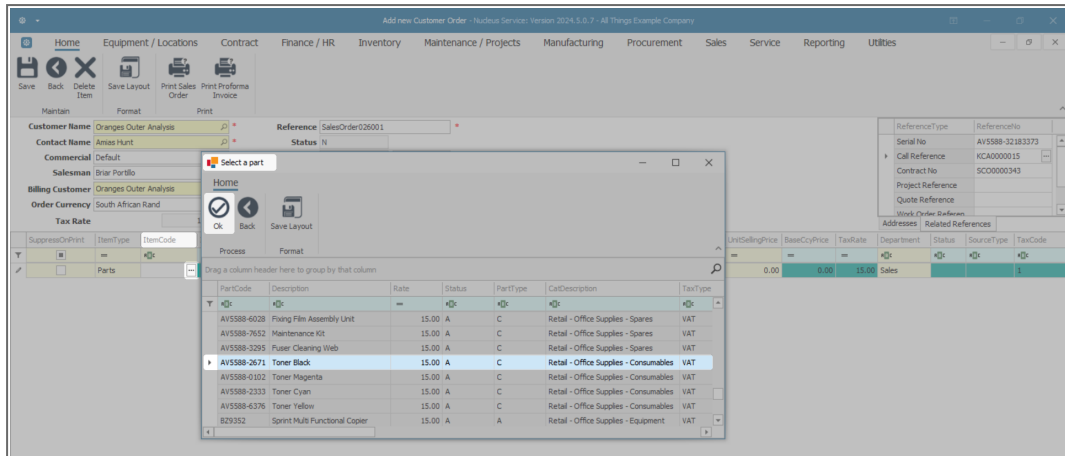 Add new Customer Order - Nucleus Service: Version 2024.5.0.7 - All Things Example Company
Home Equipment / Locations Contract Finance / HR Inventory Maintenance / Projects Manufacturing Procurement Sales Service Reporting Utilities
Save Back Delete Item Save Layout Print Sales Order Print Proforma Invoice
Maintain Format Print
Customer Name Oranges Outer Analysis * Reference SalesOrder026001 *
Contact Name Amias Hunt * Status N
Commercial Default
Salesman Briar Portillo
Billing Customer Oranges Outer Analysis
Order Currency South African Rand
Tax Rate 1
ReferenceType ReferenceNo
Serial No AV5588-32183373
Call Reference KCA0000015 ...
Contract No SCO0000343
Project Reference
Quote Reference
Work Order Referen
Addresses Related References
SuppressOnPrint ItemType ItemCode UnitSellingPrice BaseCcyPrice TaxRate Department Status SourceType TaxCode
Parts ... 0.00 0.00 15.00 Sales 1
Select a part
Home
Ok Back Save Layout
Process Format
Drag a column header here to group by that column
PartCode Description Rate Status PartType CatDescription TaxType
AV5588-6028 Fixing Film Assembly Unit 15.00 A C Retail - Office Supplies - Spares VAT
AV5588-7652 Maintenance Kit 15.00 A C Retail - Office Supplies - Spares VAT
AV5588-3295 Fuser Cleaning Web 15.00 A C Retail - Office Supplies - Spares VAT
AV5588-2671 Toner Black 15.00 A C Retail - Office Supplies - Consumables VAT
AV5588-0102 Toner Magenta 15.00 A C Retail - Office Supplies - Consumables VAT
AV5588-2333 Toner Cyan 15.00 A C Retail - Office Supplies - Consumables VAT
AV5588-6376 Toner Yellow 15.00 A C Retail - Office Supplies - Consumables VAT
BZ9352 Sprint Multi Functional Copier 15.00 A A Retail - Office Supplies - Equipment VAT